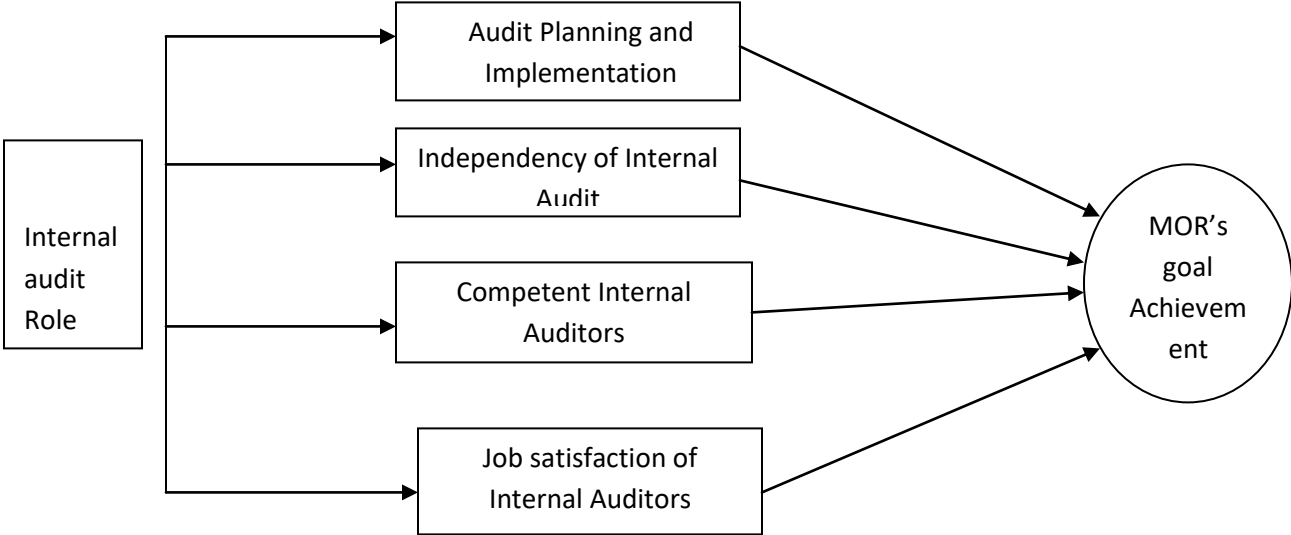 Audit Planning and
Implementation
Independency of Internal
Audit
Internal
audit
Role
Competent Internal
Auditors
Job satisfaction of
Internal Auditors
MOR’s
goal
Achievem
ent